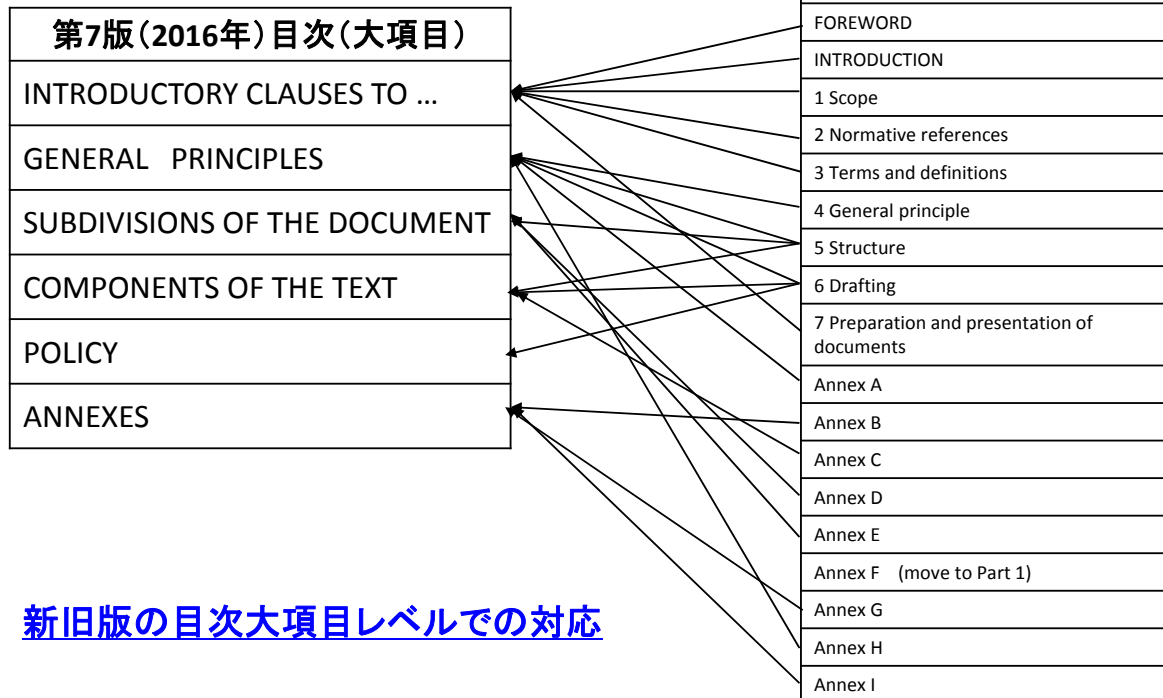 第7版（2016年）目次（大項目）
INTRODUCTORY CLAUSES TO ...
GENERAL PRINCIPLES
SUBDIVISIONS OF THE DOCUMENT
COMPONENTS OF THE TEXT
POLICY
ANNEXES
新旧版の目次大項目レベルでの対応
FOREWORD
INTRODUCTION
1 Scope
2 Normative references
3 Terms and definitions
4 General principle
5 Structure
6 Drafting
7 Preparation and presentation of
documents
Annex A
Annex B
Annex C
Annex D
Annex E
Annex F (move to Part 1)
Annex G
Annex H
Annex I